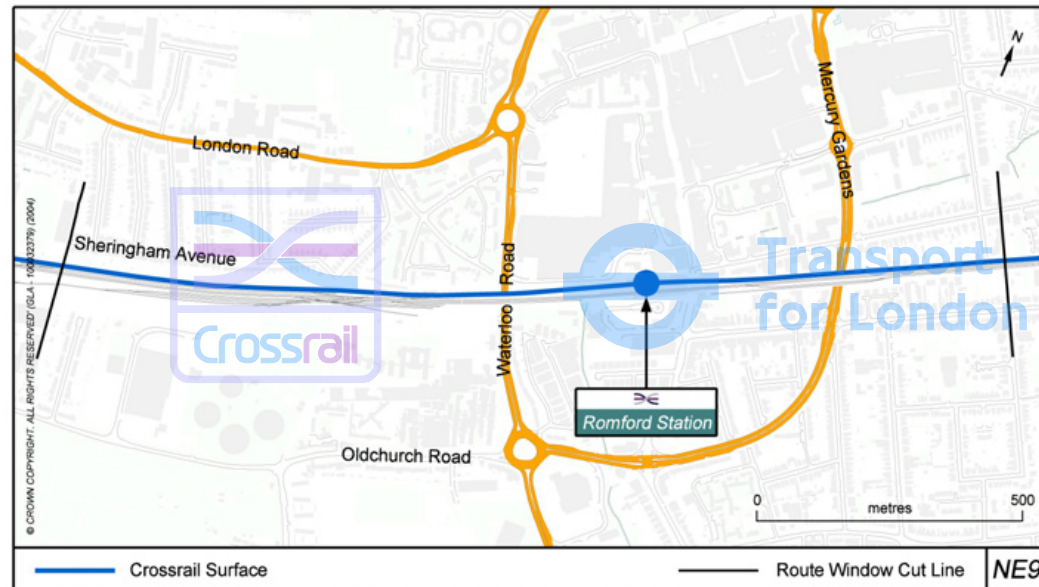 N
London Road
Mercury Gardens
Sheringham Avenue
Waterloo Road
Crossrail
Transport
for London
Romford Station
Oldchurch Road
0 500
metres
© CROWN COPYRIGHT. ALL RIGHTS RESERVED' (GLA - 100032379) (2004)
Crossrail Surface
Route Window Cut Line
NE9